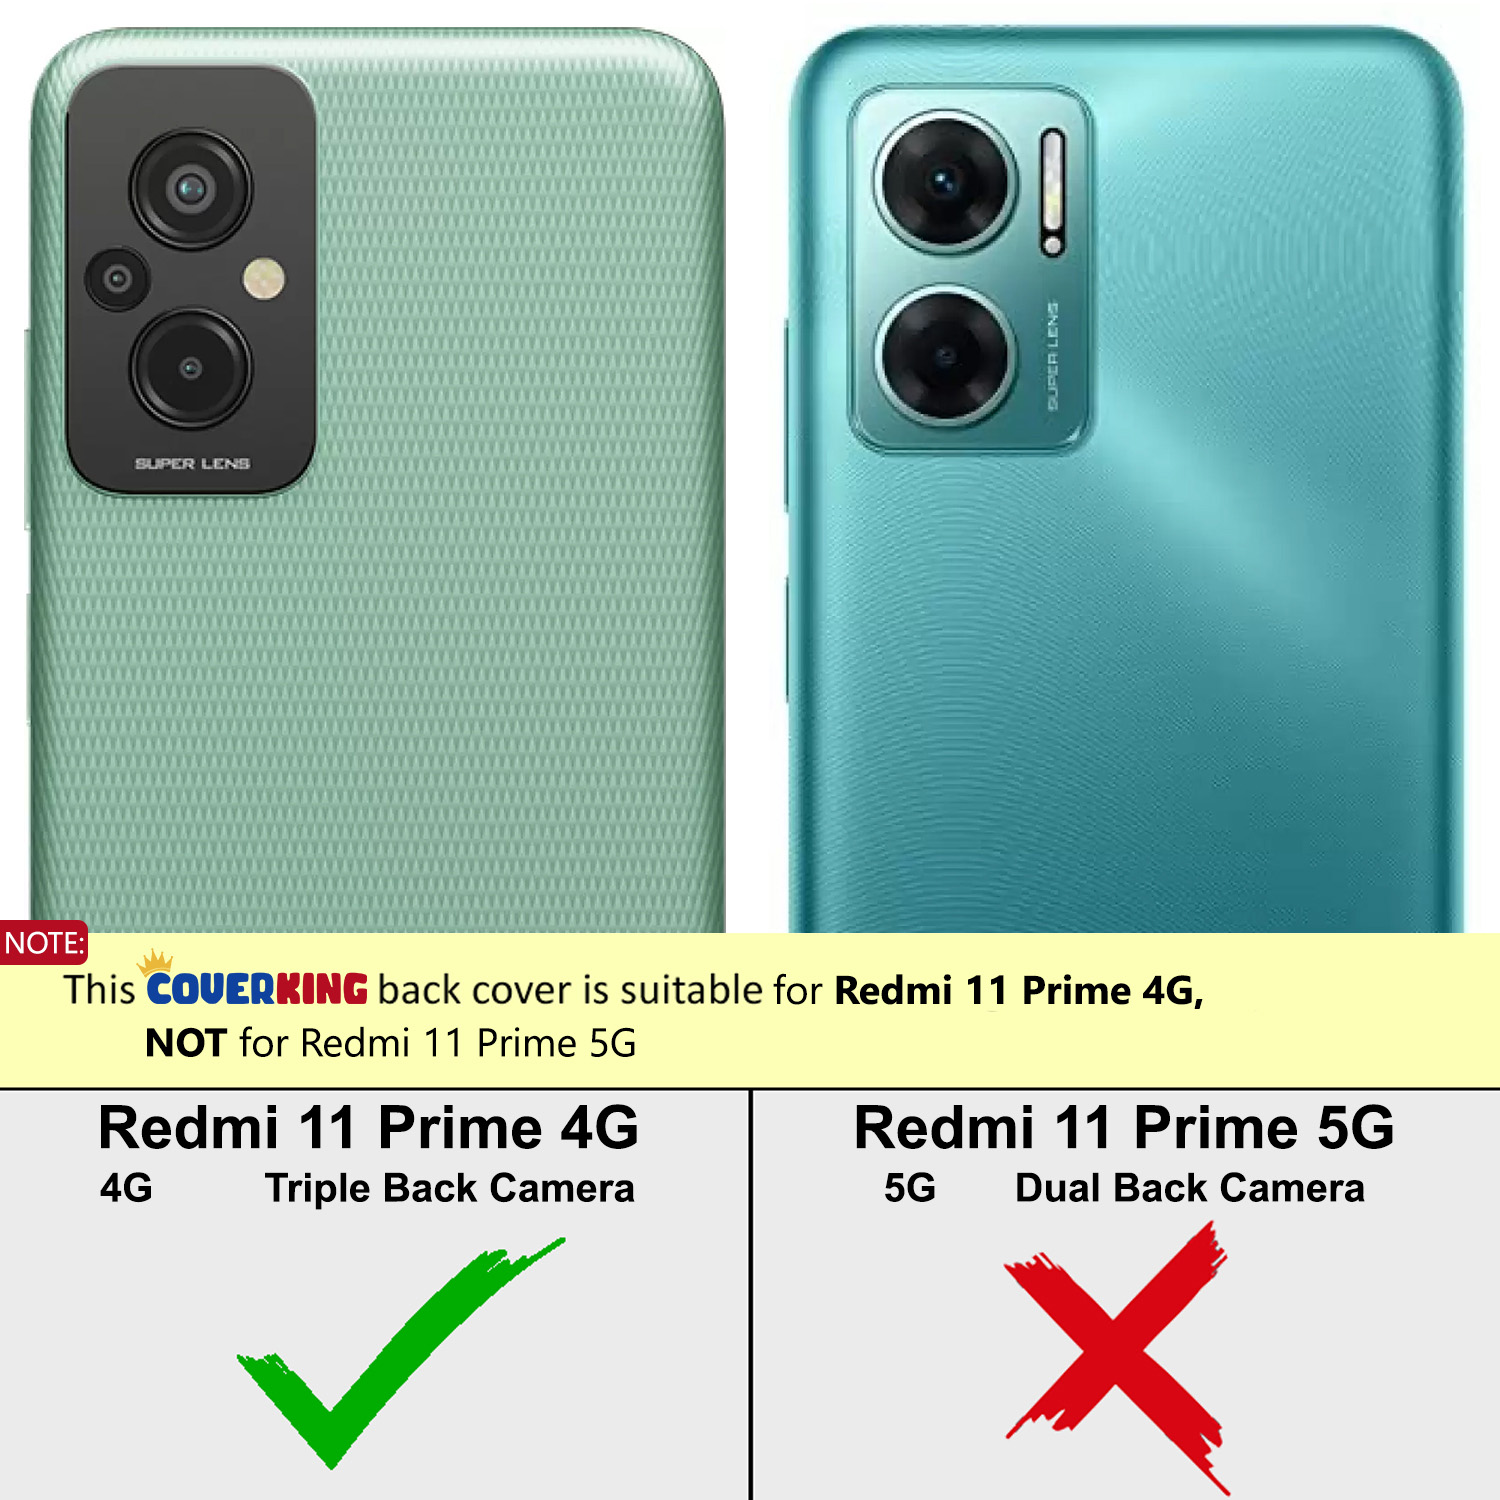 SUPER LENS
SUPER LENS
NOTE:
This COVERKING back cover is suitable for Redmi 11 Prime 4G,
NOT for Redmi 11 Prime 5G
Redmi 11 Prime 4G
4G Triple Back Camera
Redmi 11 Prime 5G
5G Dual Back Camera